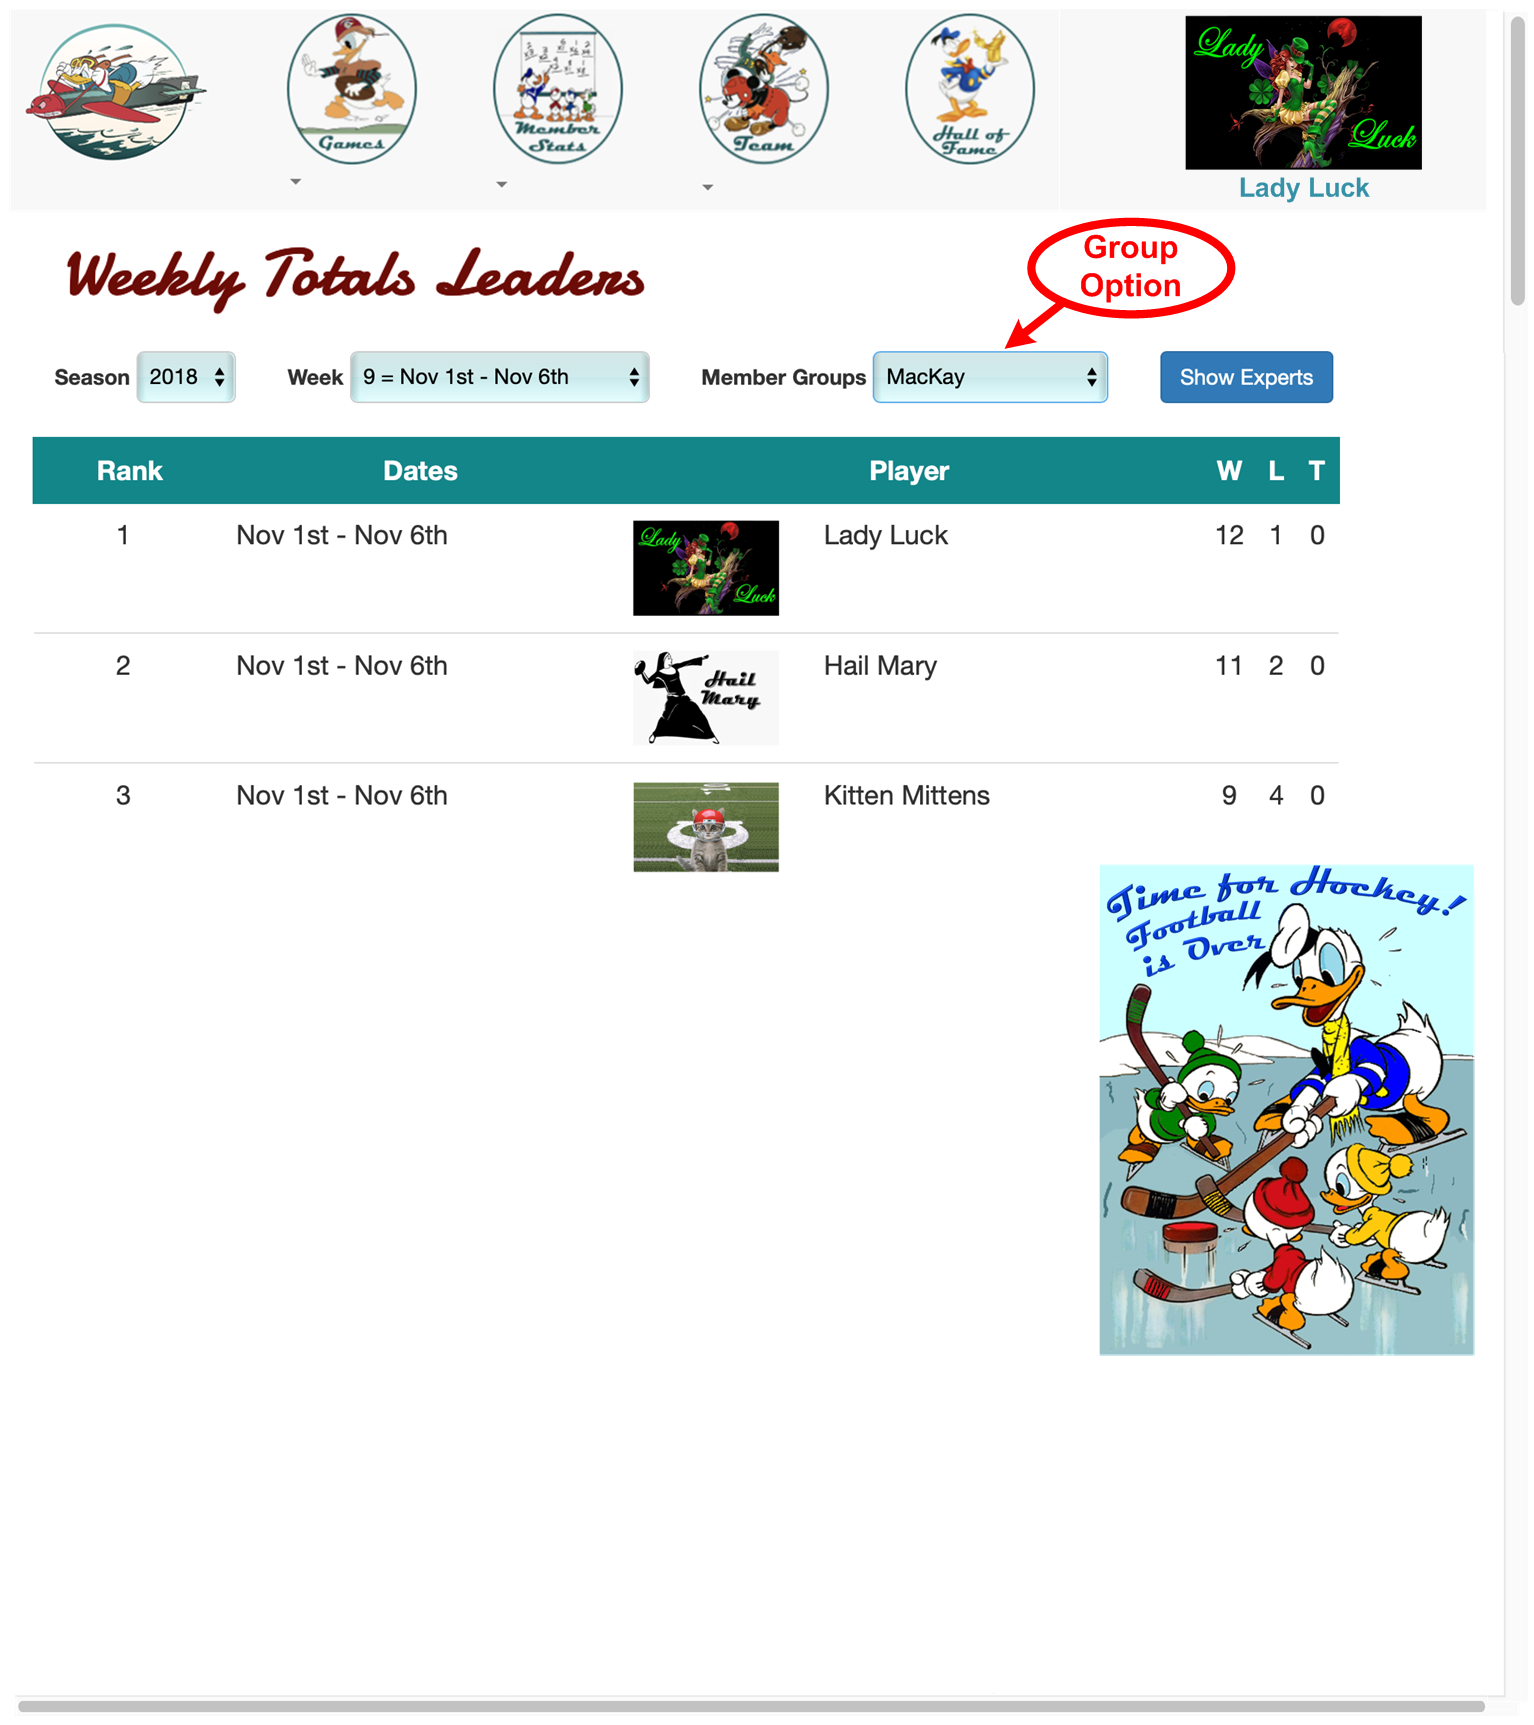 Games
Member
Stats
Team
Hall of
Fame
Lady
Luck
Lady Luck
Weekly Totals Leaders
Group
Option
Season 2018 Week 9 = Nov 1st - Nov 6th Member Groups MacKay Show Experts
Rank Dates Player W L T
1 Nov 1st - Nov 6th Lady Luck Lady Luck 12 1 0
2 Nov 1st - Nov 6th Hail Mary Hail Mary 11 2 0
3 Nov 1st - Nov 6th Kitten Mittens 9 4 0
Time for Hockey!
Football
is Over